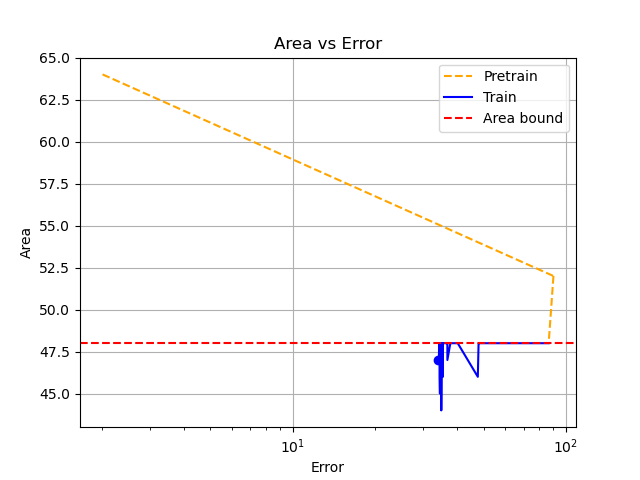 Area vs Error
65.0
62.5
60.0
57.5
55.0
52.5
50.0
47.5
45.0
Area
Pretrain
Train
Area bound
10¹
10²
Error